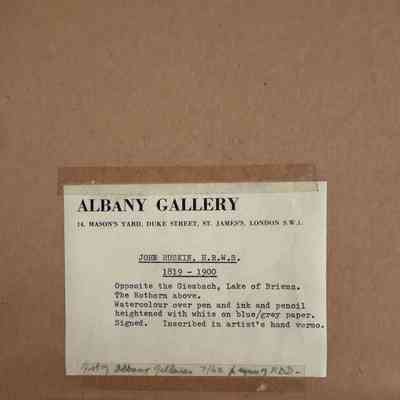 ALBANY GALLERY
14, MASON'S YARD, DUKE STREET, ST. JAMES'S, LONDON S.W.1.
JOHN RUSKIN, H.R.W.S.
1819 - 1900
Opposite the Giesbach, Lake of Brienz.
The Rothorn above.
Watercolour over pen and ink and pencil
heightened with white on blue/grey paper.
Signed. Inscribed in artist's hand verso.
Albany Galleries